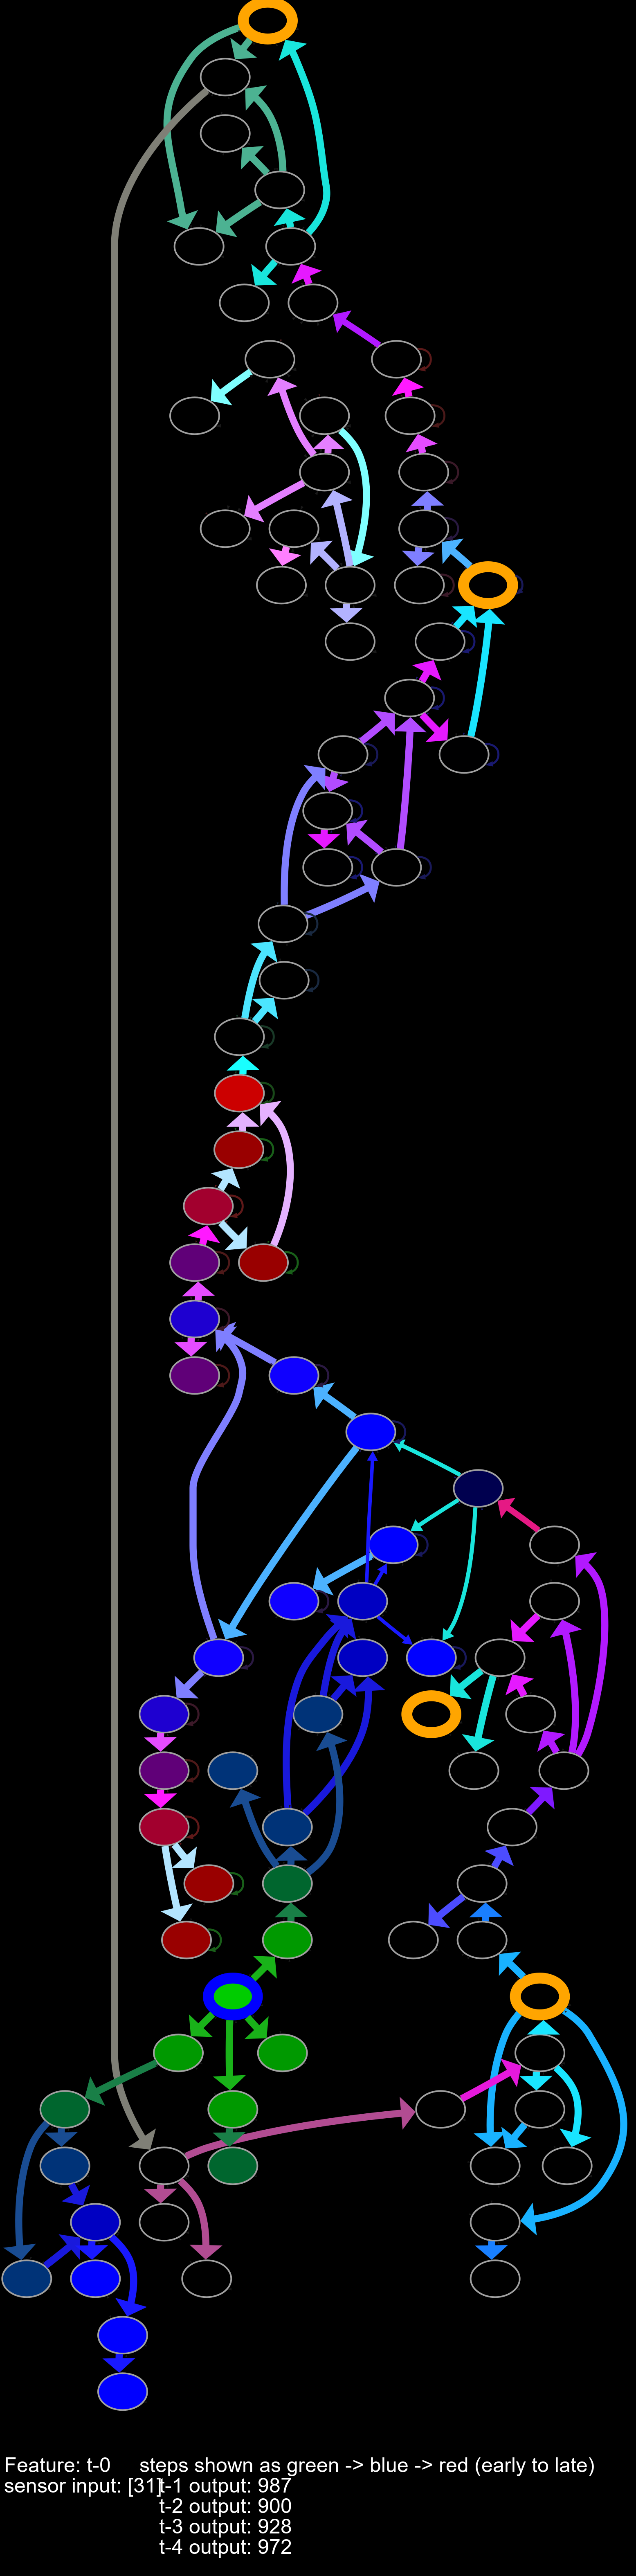 Feature: t-0     steps shown as green -> blue -> red (early to late)
sensor input: [31] t-1 output: 987
t-2 output: 900
t-3 output: 928
t-4 output: 972